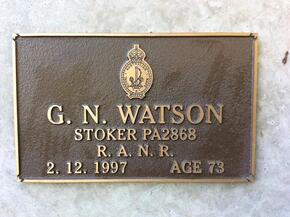 G. N. WATSON
STOKER PA2868
R. A. N. R.
2. 12. 1997 AGE 73